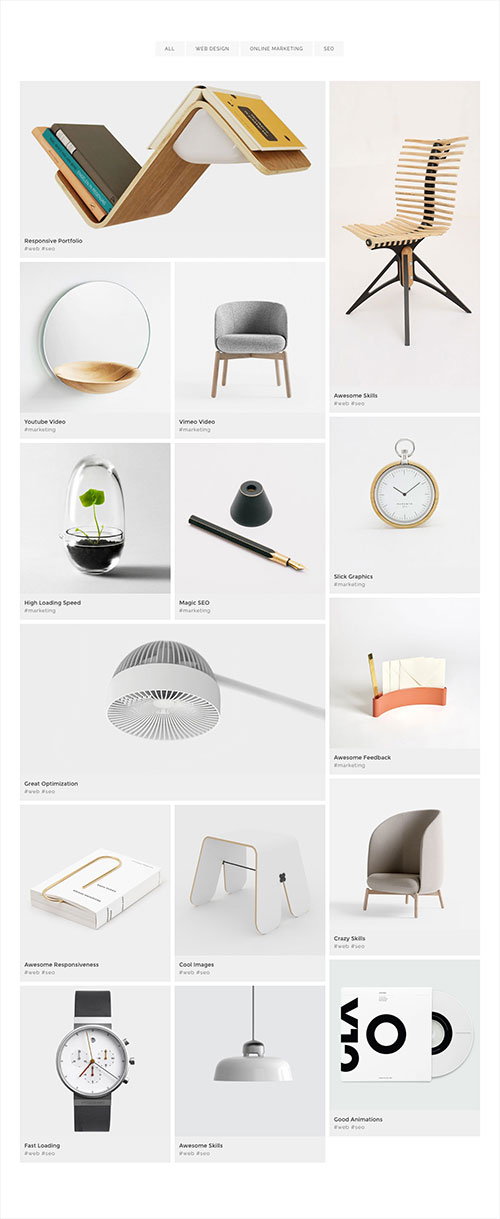 ALL
WEB DESIGN
ONLINE MARKETING
SEO
Responsive Portfolio
#web #seo
Awesome Skills
#web #seo
Youtube Video
#marketing
Vimeo Video
#marketing
Slick Graphics
#marketing
High Loading Speed
#marketing
Magic SEO
#marketing
Awesome Feedback
#marketing
Great Optimization
#web #seo
Crazy Skills
#web #seo
Awesome Responsiveness
#web #seo
Cool Images
#web #seo
Good Animations
#web #seo
Fast Loading
#web #seo
Awesome Skills
#web #seo